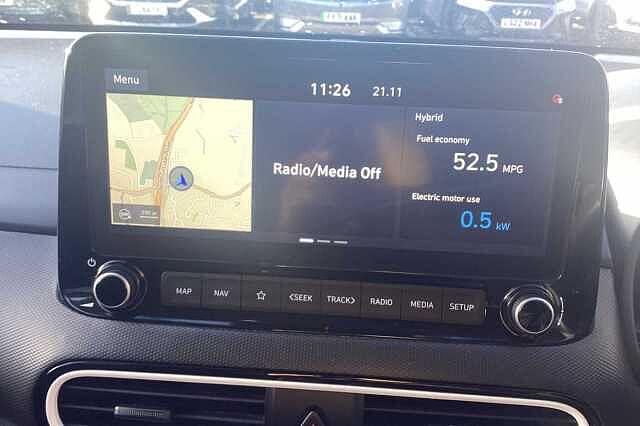 Menu
11:26
21.11
Hybrid
Fuel economy
52.5 MPG
Radio/Media Off
Electric motor use
0.5 kW
MAP
NAV
<SEEK
TRACK>
RADIO
MEDIA
SETUP